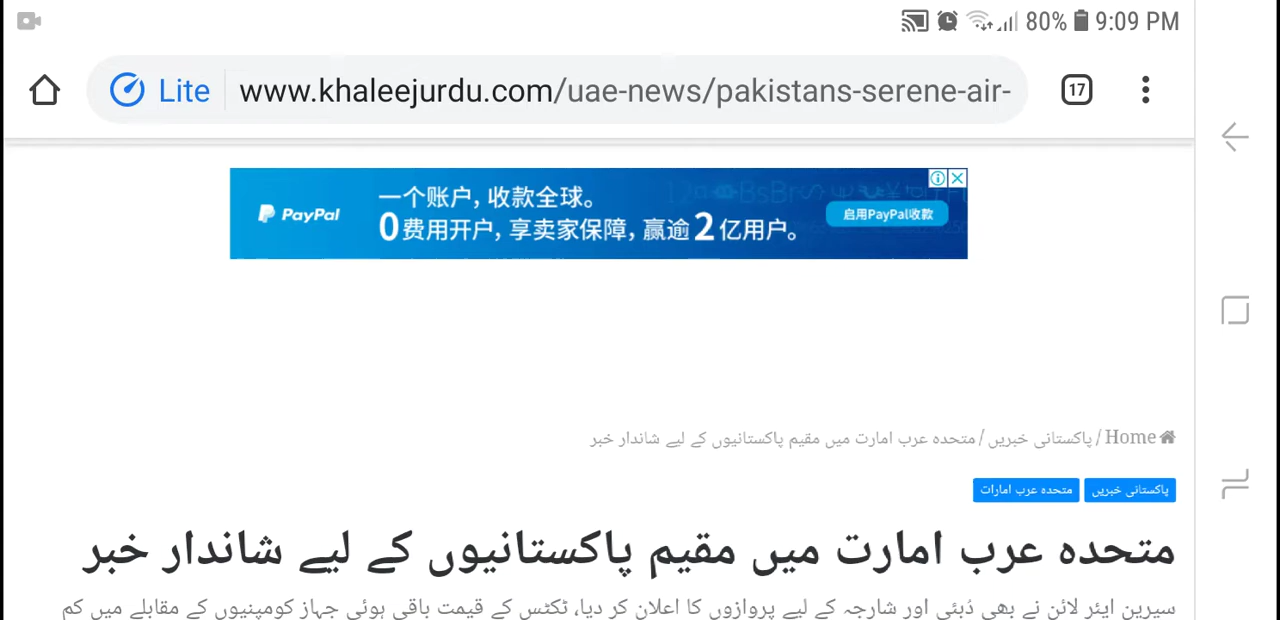 80% 9:09 PM
Lite www.khaleejurdu.com/uae-news/pakistans-serene-air-
17
PayPal
一个账户, 收款全球。
0费用开户, 享卖家保障, 赢逾2亿用户。
启用PayPal收款
Home / پاکستانی خبریں / متحدہ عرب امارت میں مقیم پاکستانیوں کے لیے شاندار خبر
پاکستانی خبریں متحدہ عرب امارات
متحدہ عرب امارت میں مقیم پاکستانیوں کے لیے شاندار خبر
سیرین ایئر لائن نے بھی دُبئی اور شارجہ کے لیے پروازوں کا اعلان کر دیا، ٹکٹس کے قیمت باقی ہوئی جہاز کومپنیوں کے مقابلے میں کم